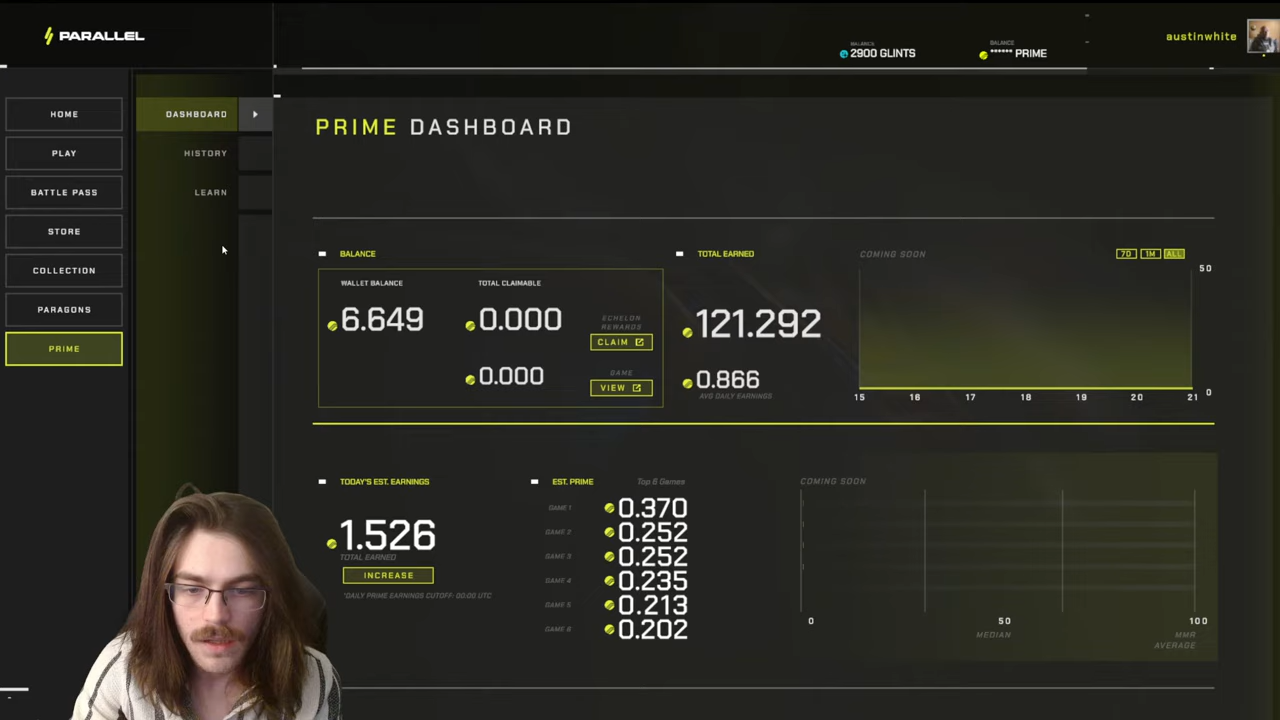 PARALLEL
BALANCE
2900 GLINTS
BALANCE
****** PRIME
austinwhite
HOME
PLAY
BATTLE PASS
STORE
COLLECTION
PARAGONS
PRIME
DASHBOARD
HISTORY
LEARN
PRIME DASHBOARD
BALANCE
WALLET BALANCE
6.649
TOTAL CLAIMABLE
0.000
ECHELON
REWARDS
CLAIM
0.000
GAME
VIEW
TOTAL EARNED
121.292
0.866
AVG DAILY EARNINGS
COMING SOON
7D 1M ALL
50
0
15 16 17 18 19 20 21
TODAY'S EST. EARNINGS
1.526
TOTAL EARNED
INCREASE
*DAILY PRIME EARNINGS CUTOFF- 00:00 UTC
EST. PRIME Top 6 Games
GAME 1 0.370
GAME 2 0.252
GAME 3 0.252
GAME 4 0.235
GAME 5 0.213
GAME 6 0.202
COMING SOON
0 50 100
MEDIAN
MMR
AVERAGE